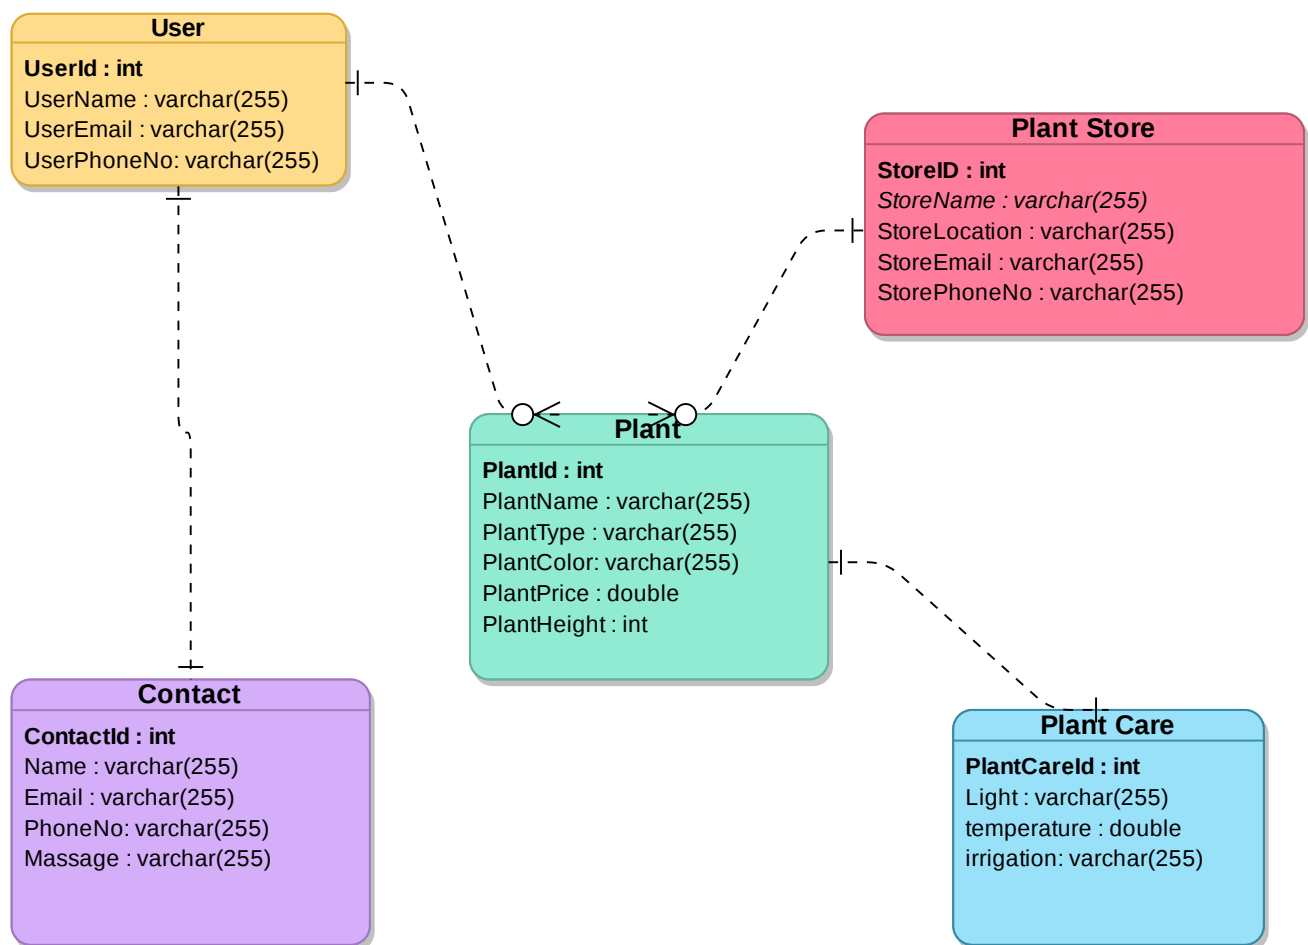 User
UserId : int
UserName : varchar(255)
UserEmail : varchar(255)
UserPhoneNo: varchar(255)
Plant Store
StoreID : int
StoreName : varchar(255)
StoreLocation : varchar(255)
StoreEmail : varchar(255)
StorePhoneNo : varchar(255)
Plant
PlantId : int
PlantName : varchar(255)
PlantType : varchar(255)
PlantColor: varchar(255)
PlantPrice : double
PlantHeight : int
Contact
ContactId : int
Name : varchar(255)
Email : varchar(255)
PhoneNo: varchar(255)
Massage : varchar(255)
Plant Care
PlantCareId : int
Light : varchar(255)
temperature : double
irrigation: varchar(255)